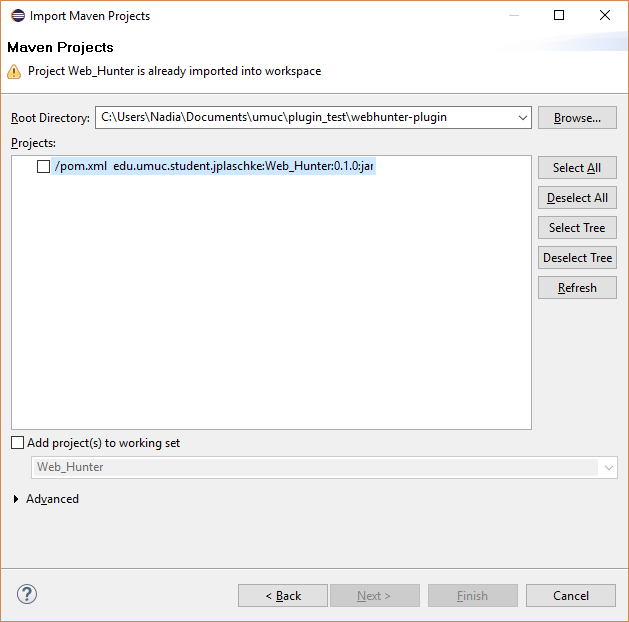 Import Maven Projects
Maven Projects
Project Web_Hunter is already imported into workspace
Root Directory: C:\Users\Nadia\Documents\umuc\plugin_test\webhunter-plugin Browse...
Projects:
/pom.xml edu.umuc.student.jplaschke:Web_Hunter:0.1.0:jar
Select All
Deselect All
Select Tree
Deselect Tree
Refresh
Add project(s) to working set
Web_Hunter
Advanced
? < Back Next > Finish Cancel